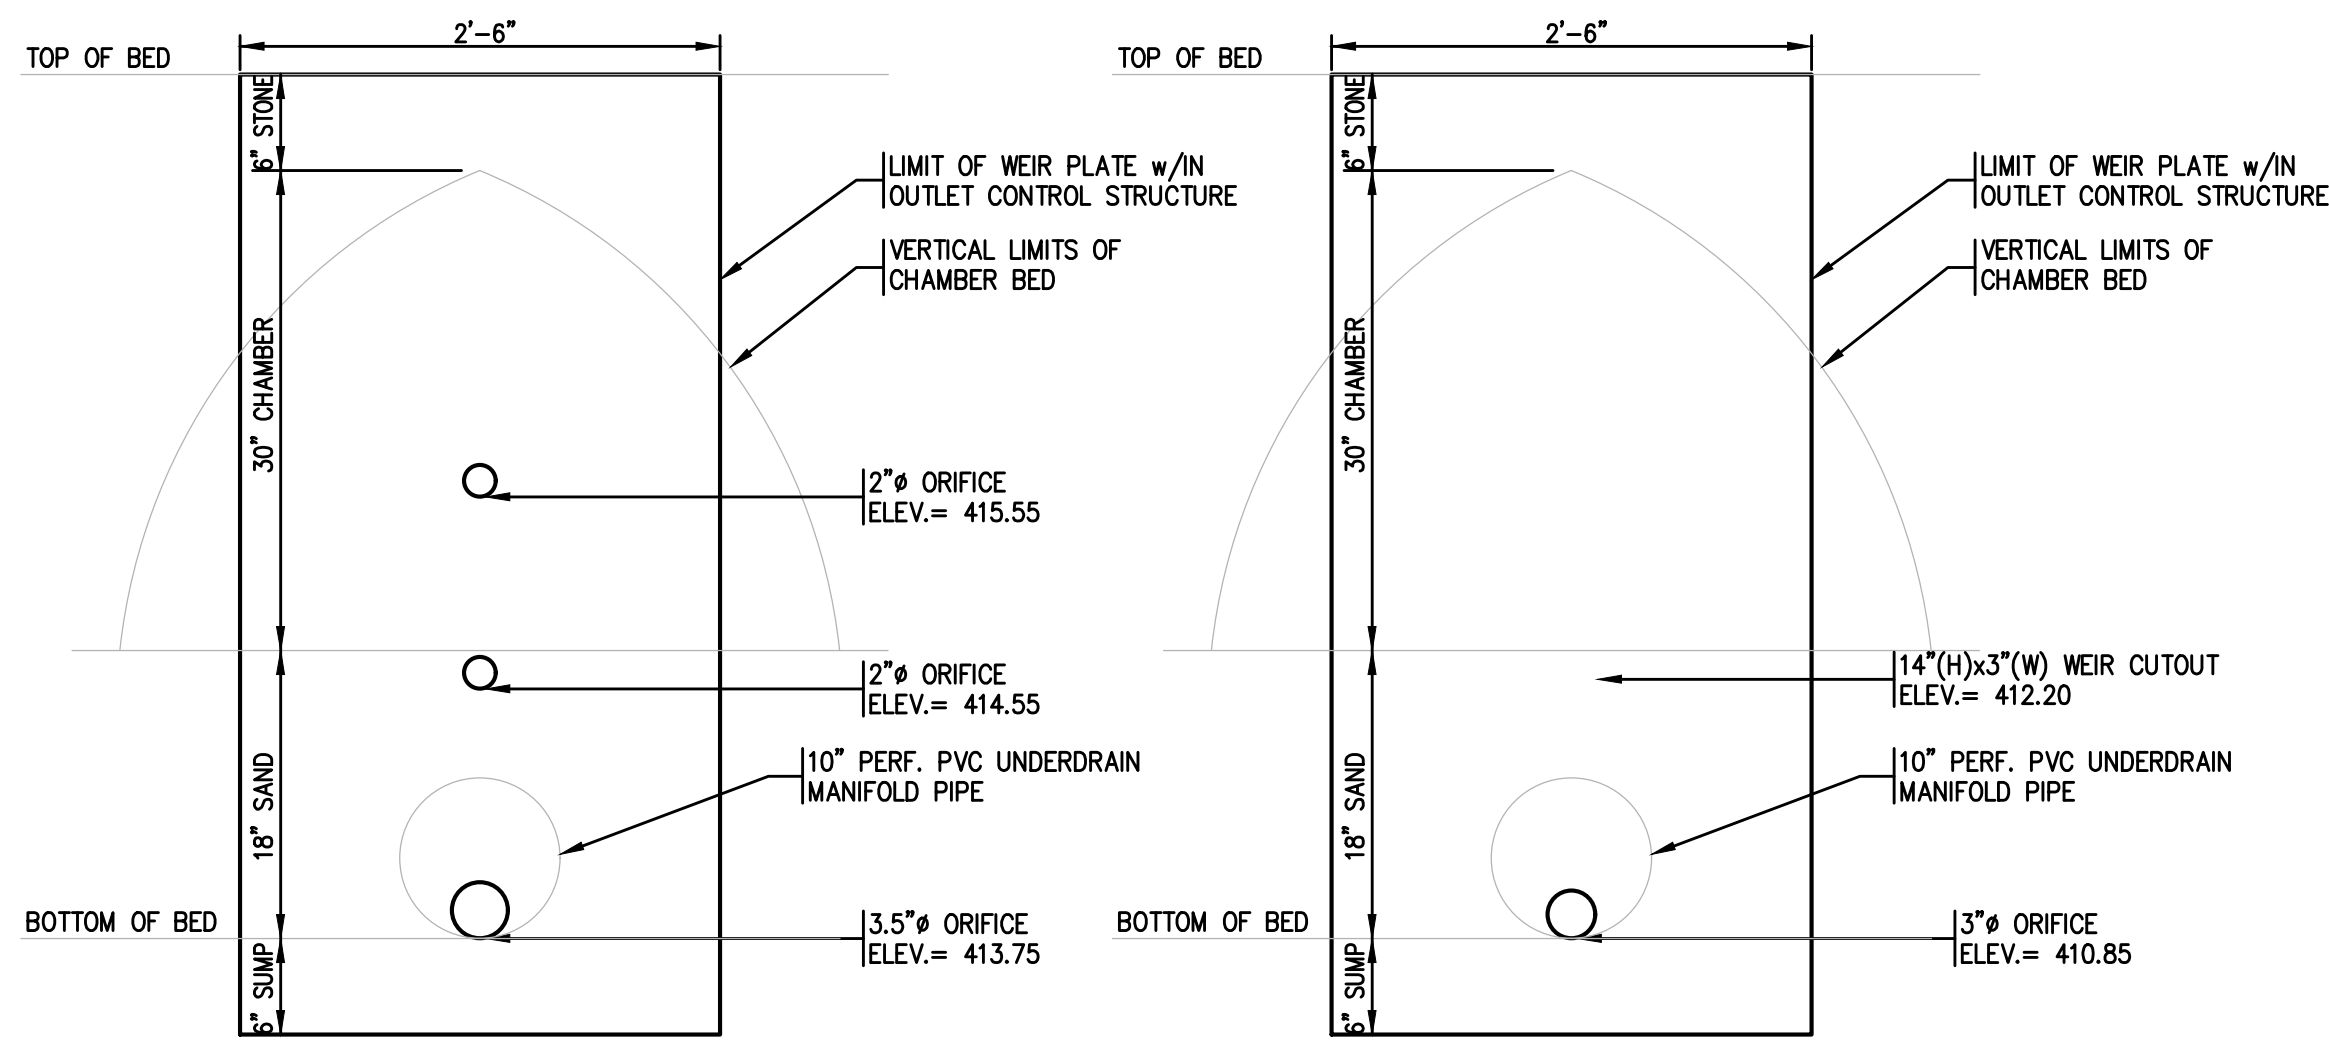 2'-6"
TOP OF BED
6" STONE
LIMIT OF WEIR PLATE w/IN
OUTLET CONTROL STRUCTURE
VERTICAL LIMITS OF
CHAMBER BED
30" CHAMBER
2"ø ORIFICE
ELEV.= 415.55
2"ø ORIFICE
ELEV.= 414.55
10" PERF. PVC UNDERDRAIN
MANIFOLD PIPE
18" SAND
BOTTOM OF BED
3.5"ø ORIFICE
ELEV.= 413.75
6" SUMP
2'-6"
TOP OF BED
6" STONE
LIMIT OF WEIR PLATE w/IN
OUTLET CONTROL STRUCTURE
VERTICAL LIMITS OF
CHAMBER BED
30" CHAMBER
14"(H)x3"(W) WEIR CUTOUT
ELEV.= 412.20
10" PERF. PVC UNDERDRAIN
MANIFOLD PIPE
18" SAND
BOTTOM OF BED
3"ø ORIFICE
ELEV.= 410.85
6" SUMP